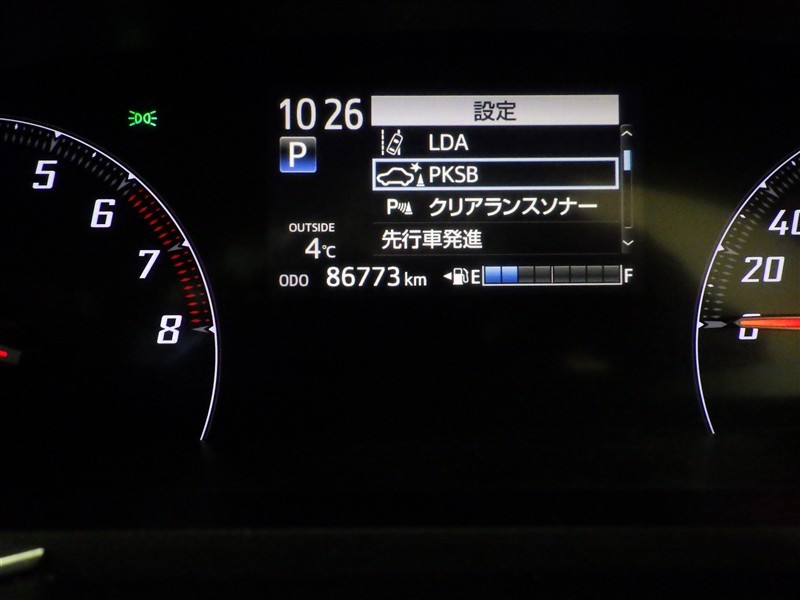 10 26
設定
P
LDA
PKSB
P クリアランスソナー
先行車発進
OUTSIDE
4℃
ODO 86773 km
E F
5
6
7
8
40
20
0